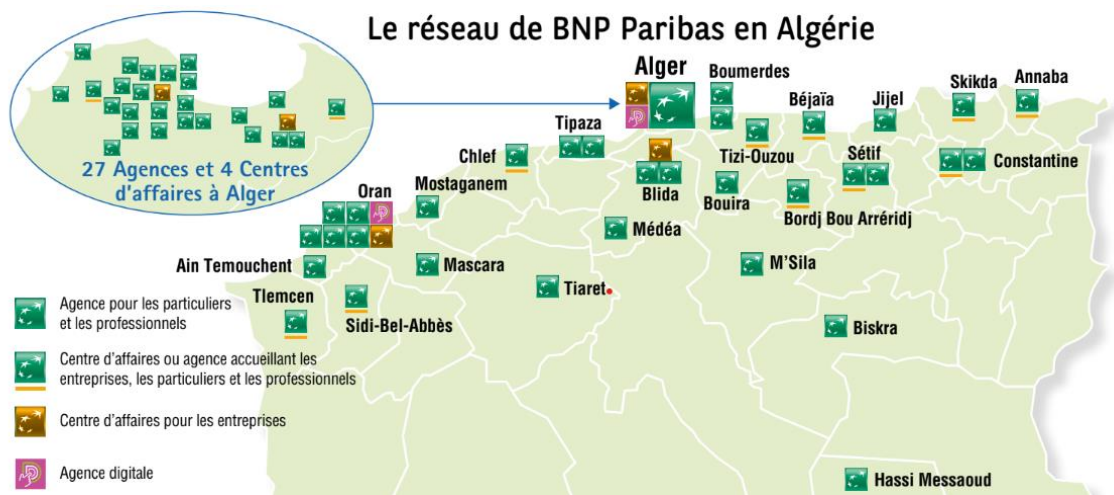 Le réseau de BNP Paribas en Algérie
27 Agences et 4 Centres
d'affaires à Alger
Alger
Boumerdes
Béjaïa
Jijel
Skikda
Annaba
Tipaza
Chlef
Mostaganem
Oran
Blida
Tizi-Ouzou
Bouira
Sétif
Constantine
Bordj Bou Arréridj
Médéa
Ain Temouchent
Mascara
M'Sila
Tiaret
Tlemcen
Sidi-Bel-Abbès
Biskra
Hassi Messaoud
Agence pour les particuliers
et les professionnels
Centre d'affaires ou agence accueillant les
entreprises, les particuliers et les professionnels
Centre d'affaires pour les entreprises
Agence digitale